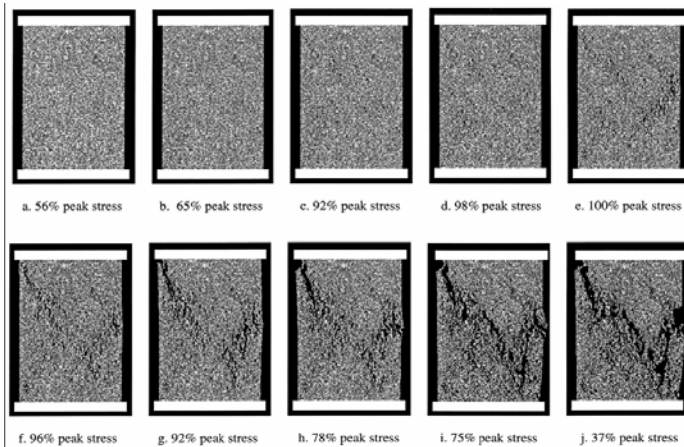 a. 56% peak stress
b. 65% peak stress
c. 92% peak stress
d. 98% peak stress
e. 100% peak stress
f. 96% peak stress
g. 92% peak stress
h. 78% peak stress
i. 75% peak stress
j. 37% peak stress